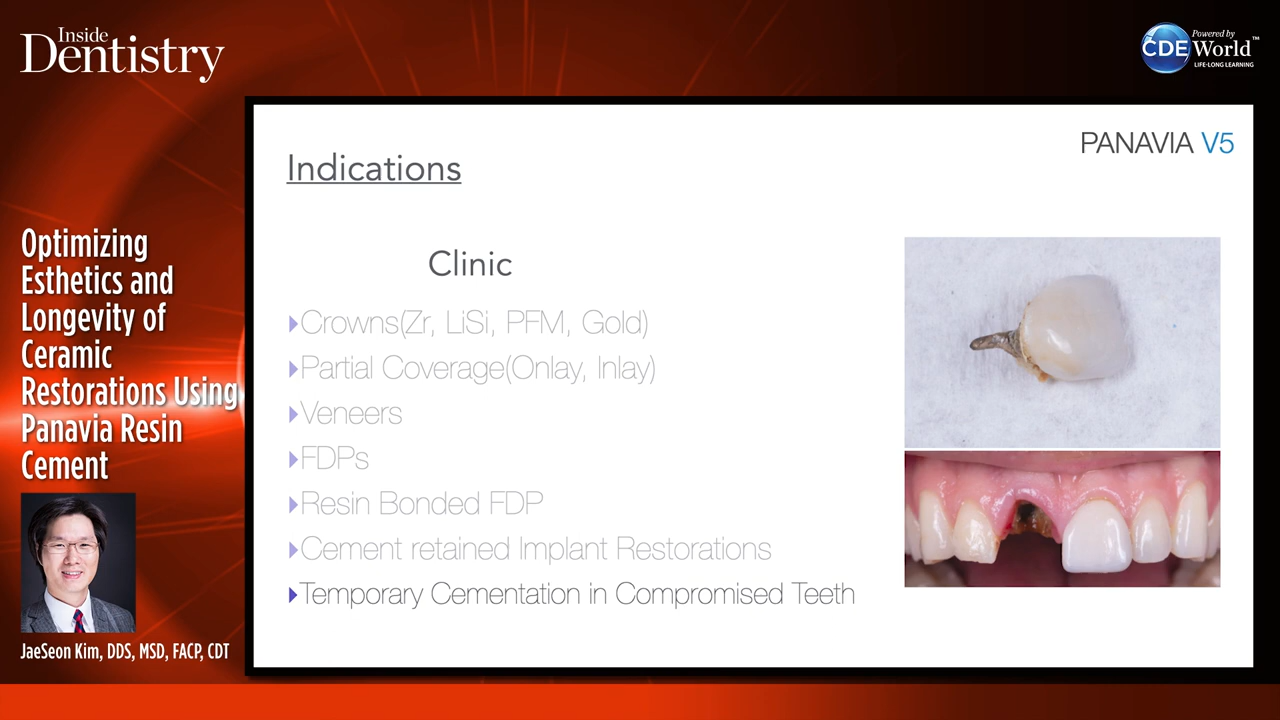 Inside
Dentistry
Powered by
CDEWorld™
LIFE-LONG LEARNING
PANAVIA V5
Indications
Clinic
Crowns(Zr, LiSi, PFM, Gold)
Partial Coverage(Onlay, Inlay)
Veneers
FDPs
Resin Bonded FDP
Cement retained Implant Restorations
Temporary Cementation in Compromised Teeth
Optimizing
Esthetics and
Longevity of
Ceramic
Restorations Using
Panavia Resin
Cement
JaeSeon Kim, DDS, MSD, FACP, CDT